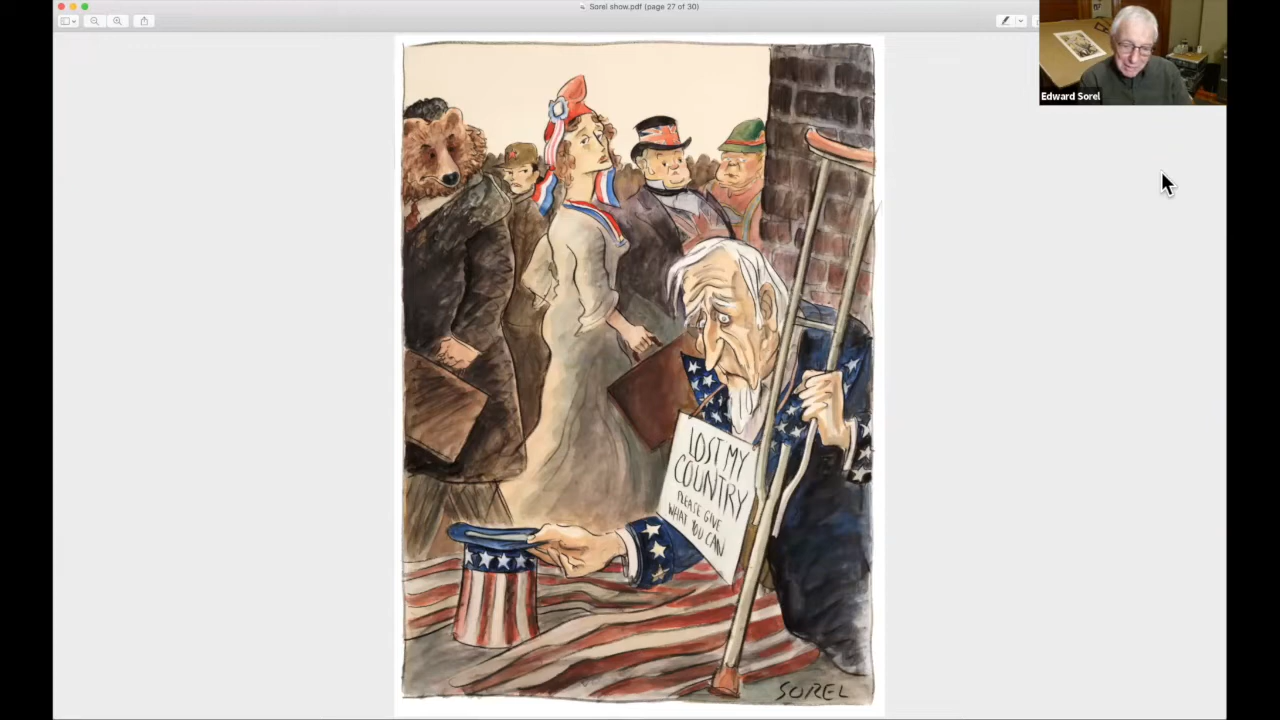 Sorel show.pdf (page 27 of 30)
Edward Sorel
LOST MY
COUNTRY
PLEASE GIVE
WHAT YOU CAN
SOREL